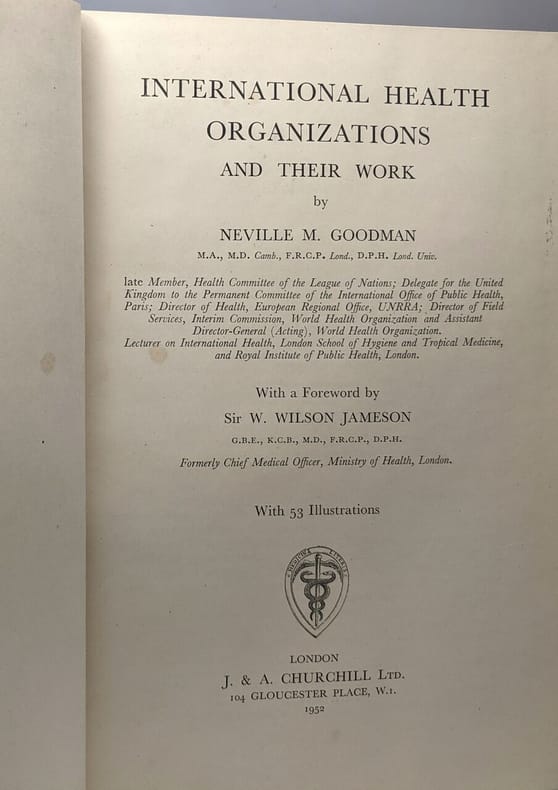 INTERNATIONAL HEALTH
ORGANIZATIONS
AND THEIR WORK
by
NEVILLE M. GOODMAN
M.A., M.D. Camb., F.R.C.P. Lond., D.P.H. Lond. Univ.
late Member, Health Committee of the League of Nations; Delegate for the United
Kingdom to the Permanent Committee of the International Office of Public Health,
Paris; Director of Health, European Regional Office, UNRRA; Director of Field
Services, Interim Commission, World Health Organization and Assistant
Director-General (Acting), World Health Organization.
Lecturer on International Health, London School of Hygiene and Tropical Medicine,
and Royal Institute of Public Health, London.
With a Foreword by
Sir W. WILSON JAMESON
G.B.E., K.C.B., M.D., F.R.C.P., D.P.H.
Formerly Chief Medical Officer, Ministry of Health, London.
With 53 Illustrations
LONDON
J. & A. CHURCHILL LTD.
104 GLOUCESTER PLACE, W.1.
1952